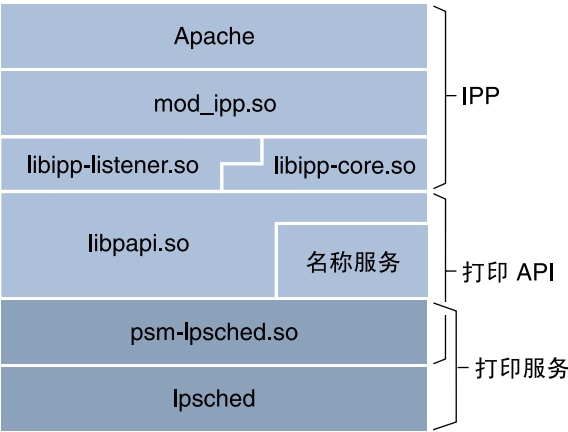 Apache
mod_ipp.so
IPP
libipp-listener.so
libipp-core.so
libpapi.so
名称服务
打印 API
psm-lpsched.so
打印服务
lpsched